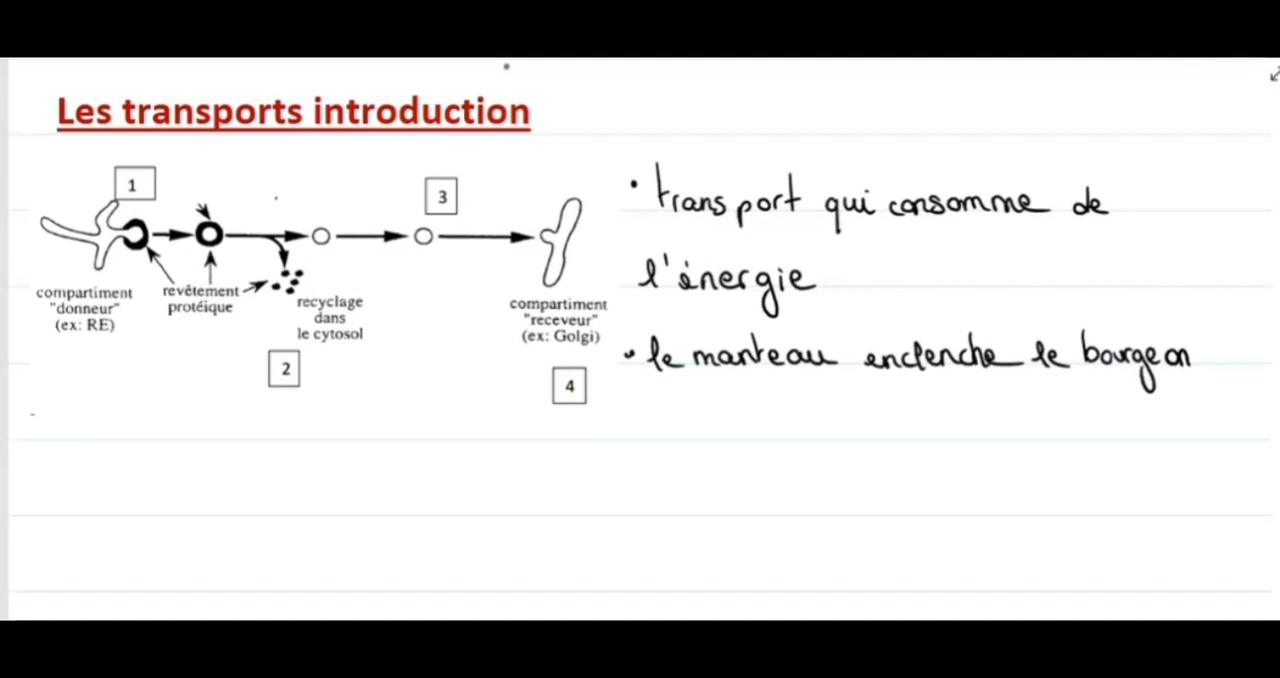 Les transports introduction
1
3
• transport qui consomme de
l'énergie
compartiment
"donneur"
(ex: RE)
revêtement
protéique
recyclage
dans
le cytosol
compartiment
"receveur"
(ex: Golgi)
• le manteau enclenche le bourgeon
2
4